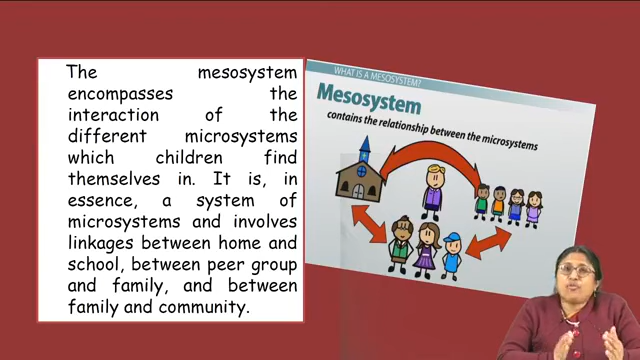 The mesosystem
encompasses the
interaction of the
different microsystems
which children find
themselves in. It is, in
essence, a system of
microsystems and involves
linkages between home and
school, between peer group
and family, and between
family and community.
WHAT IS A MESOSYSTEM?
Mesosystem
contains the relationship between the microsystems